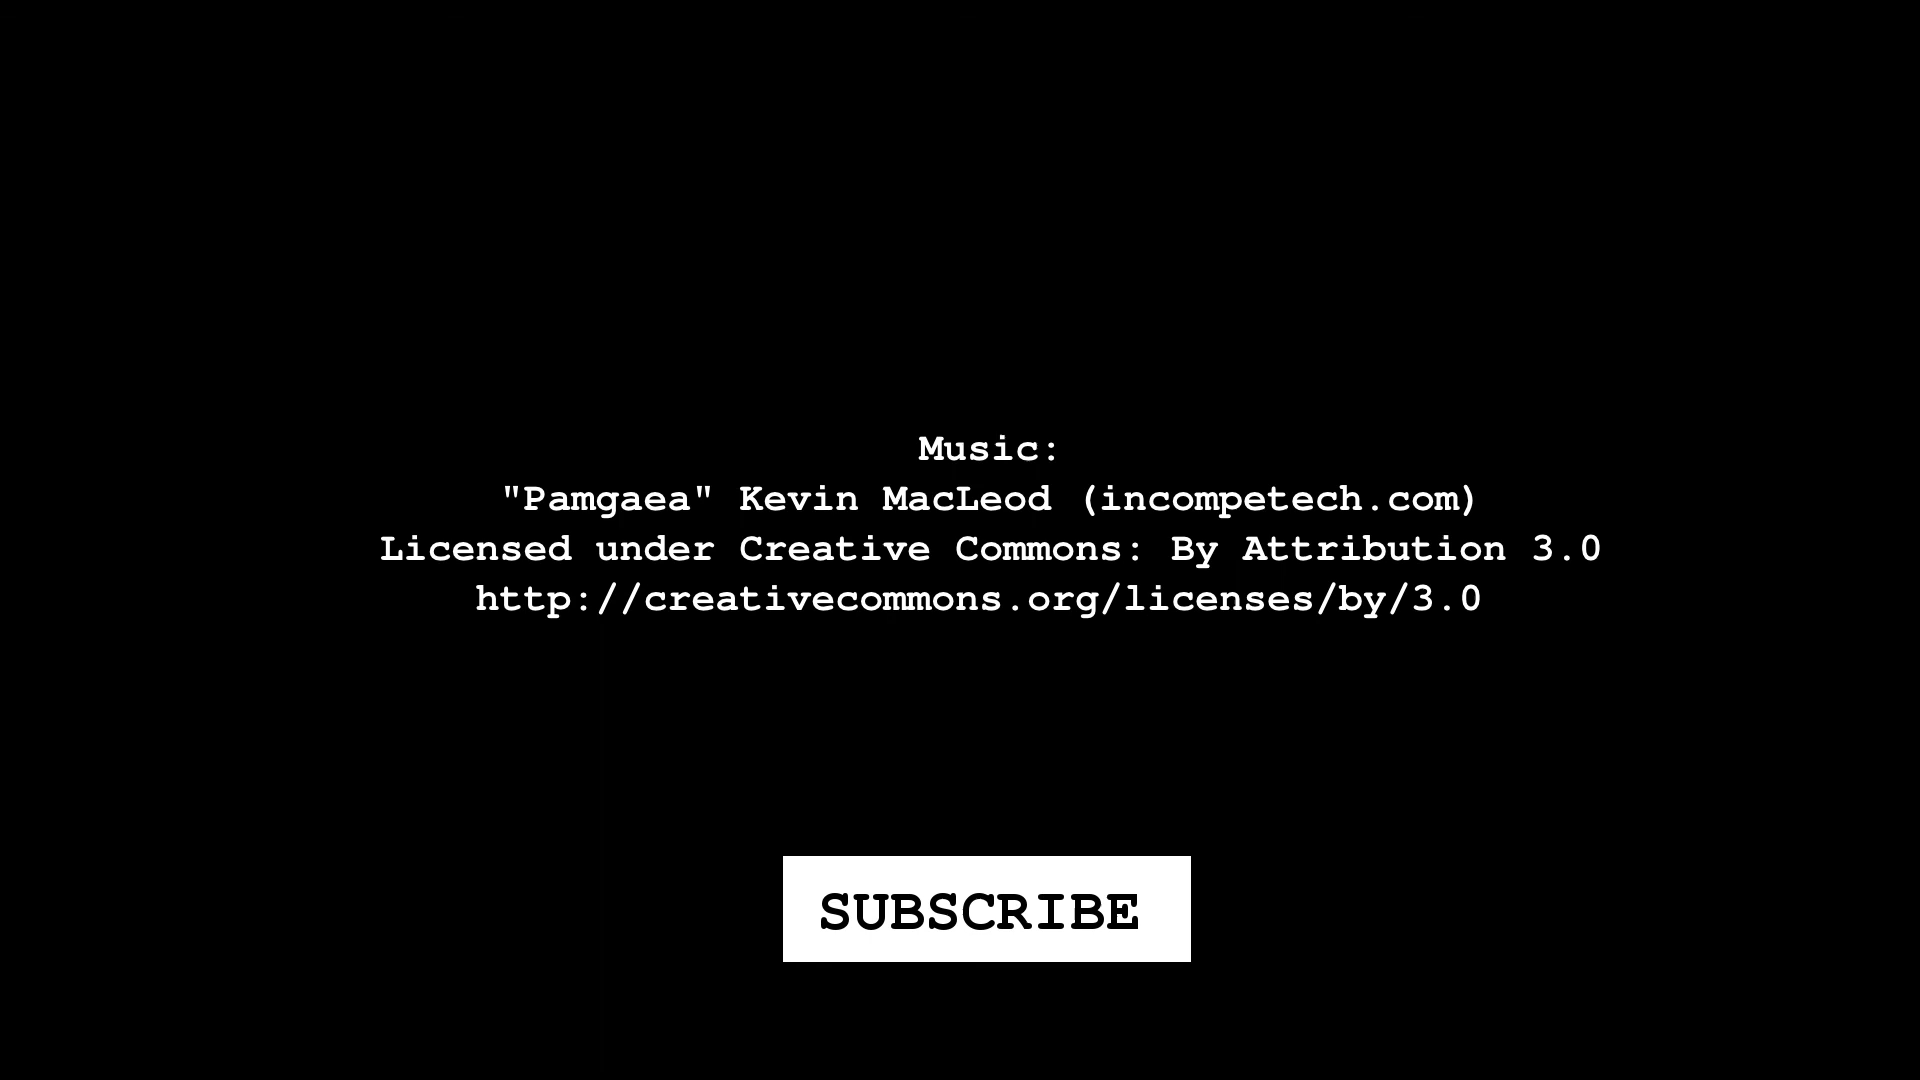 Music:
"Pamgaea" Kevin MacLeod (incompetech.com)
Licensed under Creative Commons: By Attribution 3.0
http://creativecommons.org/licenses/by/3.0
SUBSCRIBE